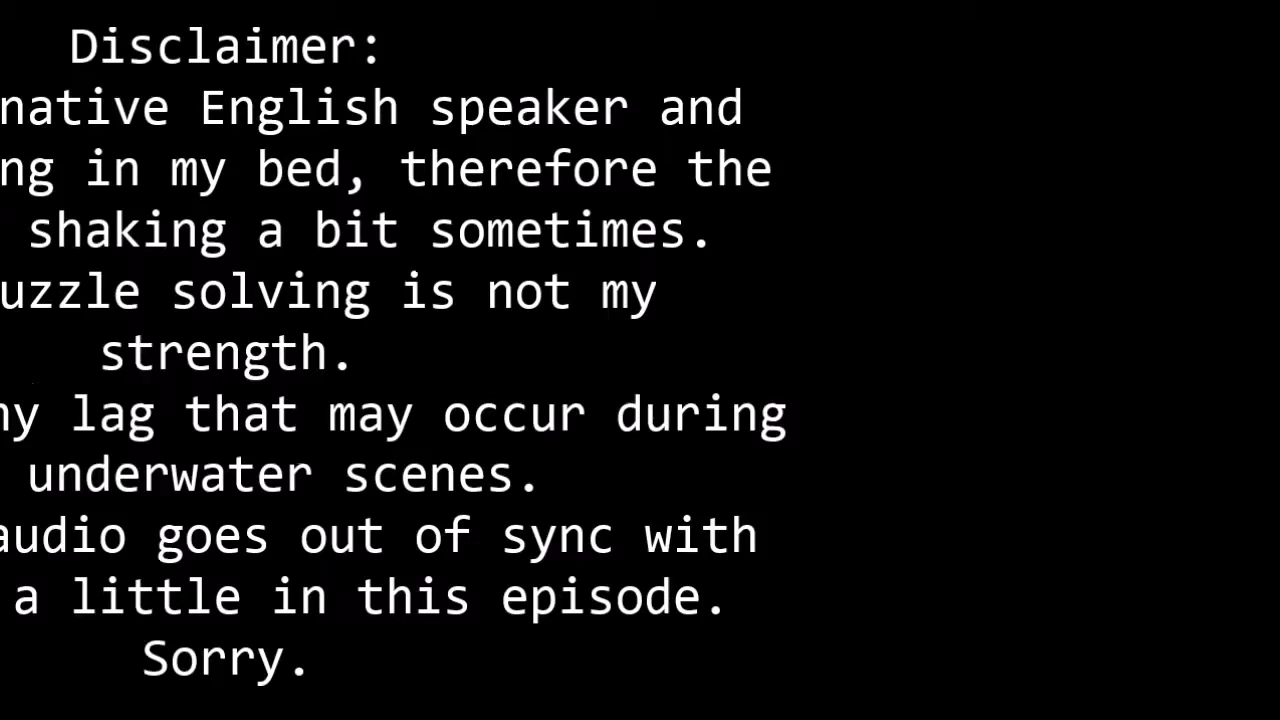 Disclaimer:
native English speaker and
ng in my bed, therefore the
shaking a bit sometimes.
uzzle solving is not my
strength.
ny lag that may occur during
underwater scenes.
audio goes out of sync with
a little in this episode.
Sorry.